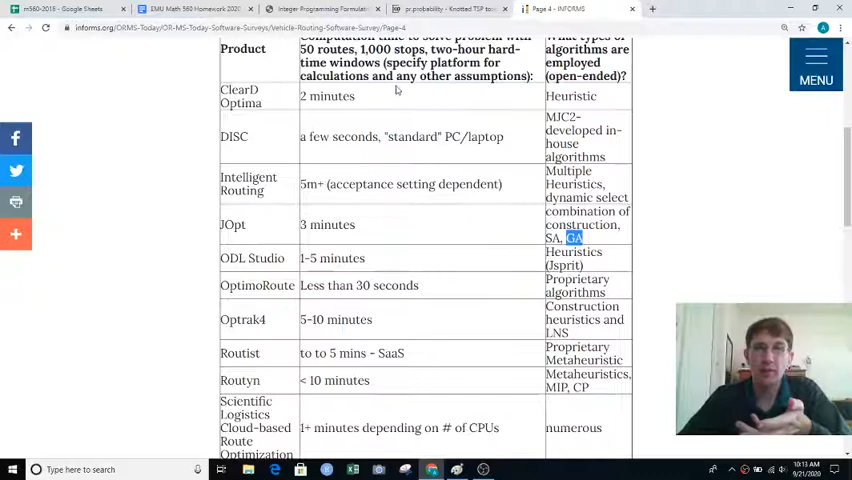 m560-2018 - Google Sheets
EMU Math 560 Homework 2020
Integer Programming Formulati
pr.probability - Knotted TSP to
Page 4 - INFORMS
informs.org/ORMS-Today/OR-MS-Today-Software-Surveys/Vehicle-Routing-Software-Survey/Page-4
Product
Computation time to solve problem with
50 routes, 1,000 stops, two-hour hard-
time windows (specify platform for
calculations and any other assumptions):
What types of
algorithms are
employed
(open-ended)?
MENU
ClearD
Optima
2 minutes
Heuristic
DISC
a few seconds, "standard" PC/laptop
MJC2-
developed in-
house
algorithms
Intelligent
Routing
5m+ (acceptance setting dependent)
Multiple
Heuristics,
dynamic select
JOpt
3 minutes
combination of
construction,
SA, GA
ODL Studio
1-5 minutes
Heuristics
(Jsprit)
OptimoRoute
Less than 30 seconds
Proprietary
algorithms
Optrak4
5-10 minutes
Construction
heuristics and
LNS
Routist
to to 5 mins - SaaS
Proprietary
Metaheuristic
Routyn
< 10 minutes
Metaheuristics,
MIP, CP
Scientific
Logistics
Cloud-based
Route
Optimization
1+ minutes depending on # of CPUs
numerous
Type here to search
10:13 AM
9/21/2020